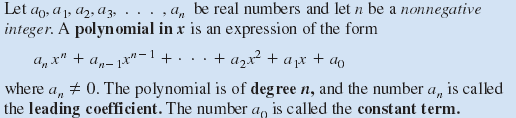 Let a₀, a₁, a₂, a₃, . . . , aₙ be real numbers and let n be a nonnegative
integer. A polynomial in x is an expression of the form
aₙxⁿ + aₙ₋₁xⁿ⁻¹ + · · · + a₂x² + a₁x + a₀
where aₙ ≠ 0. The polynomial is of degree n, and the number aₙ is called
the leading coefficient. The number a₀ is called the constant term.